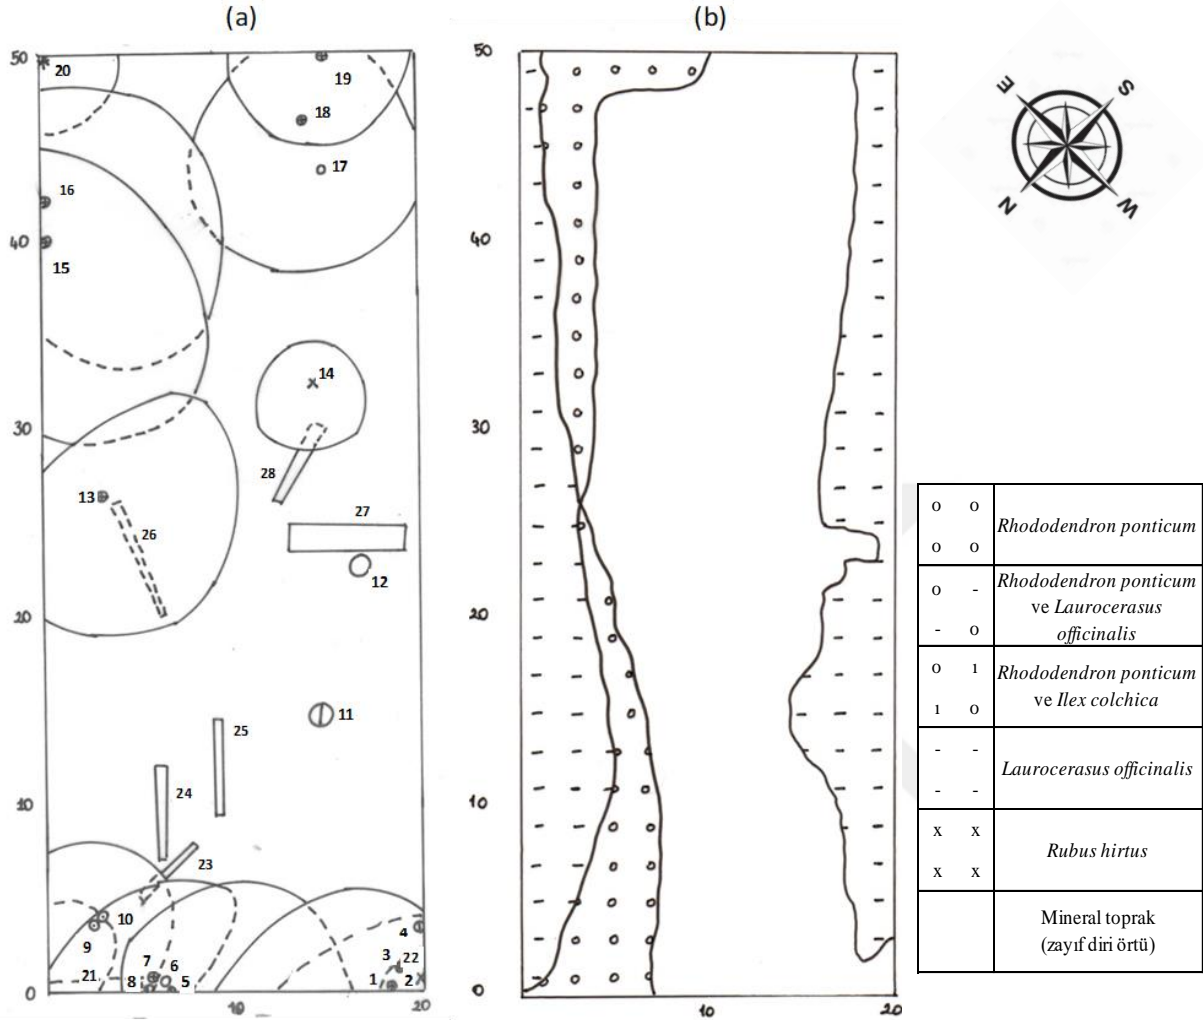 (a)
(b)
50
20
19
18
17
16
40
15
14
30
28
13
27
26
12
20
11
25
24
10
23
10
9
4
7
6
3
22
21
8
5
1
2
0
10
20
50
40
30
20
10
0
10
20
E
S
N
W
o o
o o
Rhododendron ponticum
o -
- o
Rhododendron ponticum
ve Laurocerasus
officinalis
o ı
ı o
Rhododendron ponticum
ve Ilex colchica
- -
- -
Laurocerasus officinalis
x x
x x
Rubus hirtus
Mineral toprak
(zayıf diri örtü)